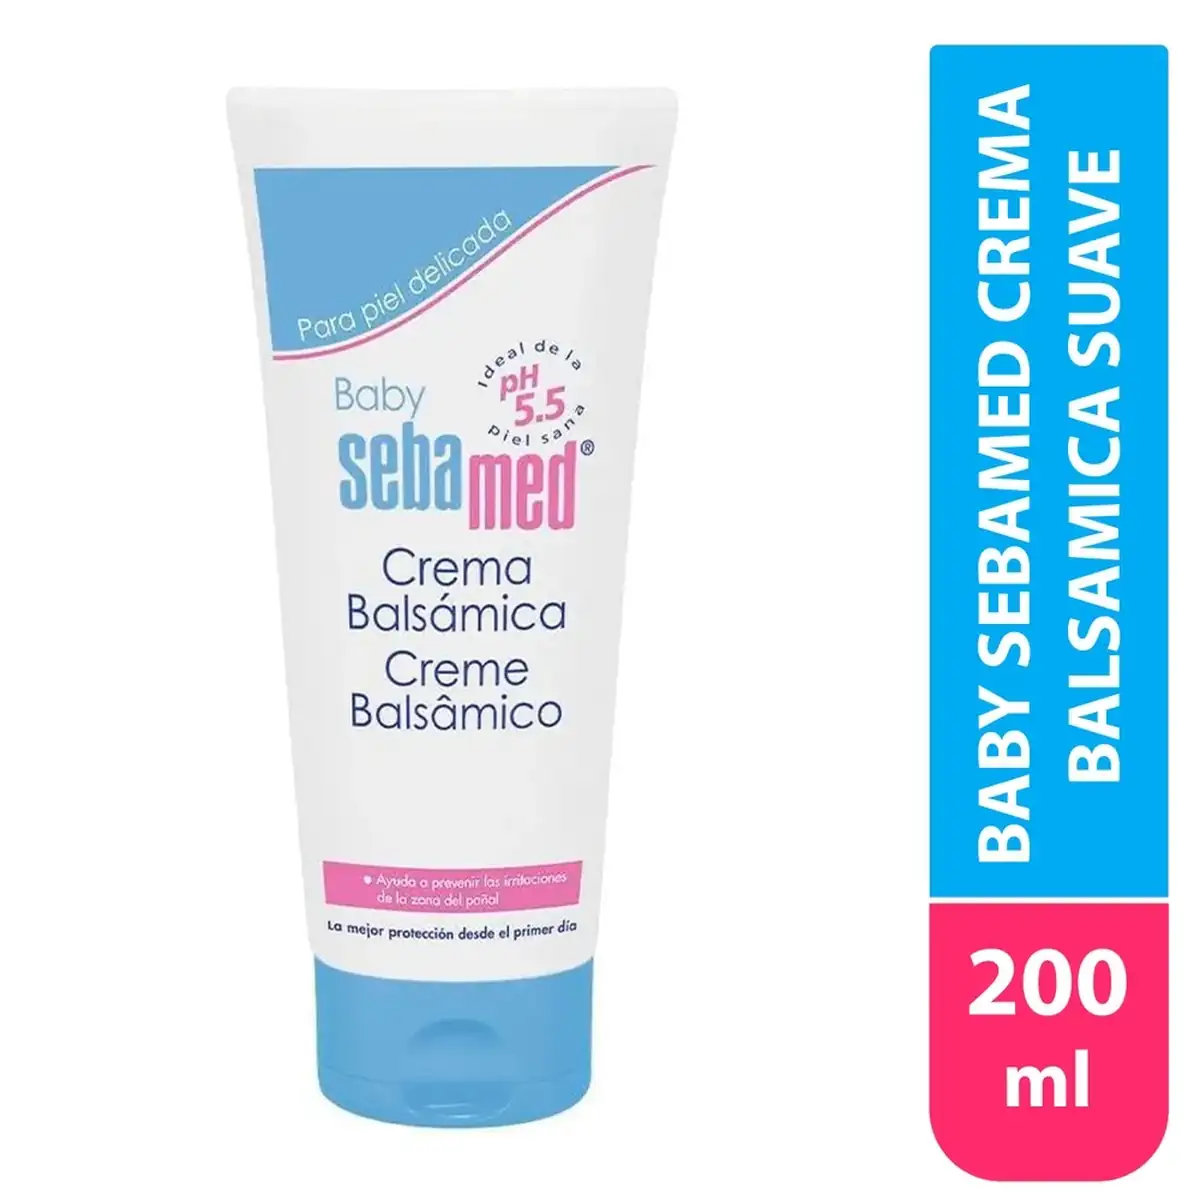 Para piel delicada
Ideal de la
pH
5.5
piel sana
Baby
sebamed®
Crema
Balsámica
Creme
Balsâmico
• Ayuda a prevenir las irritaciones
de la zona del pañal
La mejor protección desde el primer día
BABY SEBAMED CREMA
BALSAMICA SUAVE
200
ml